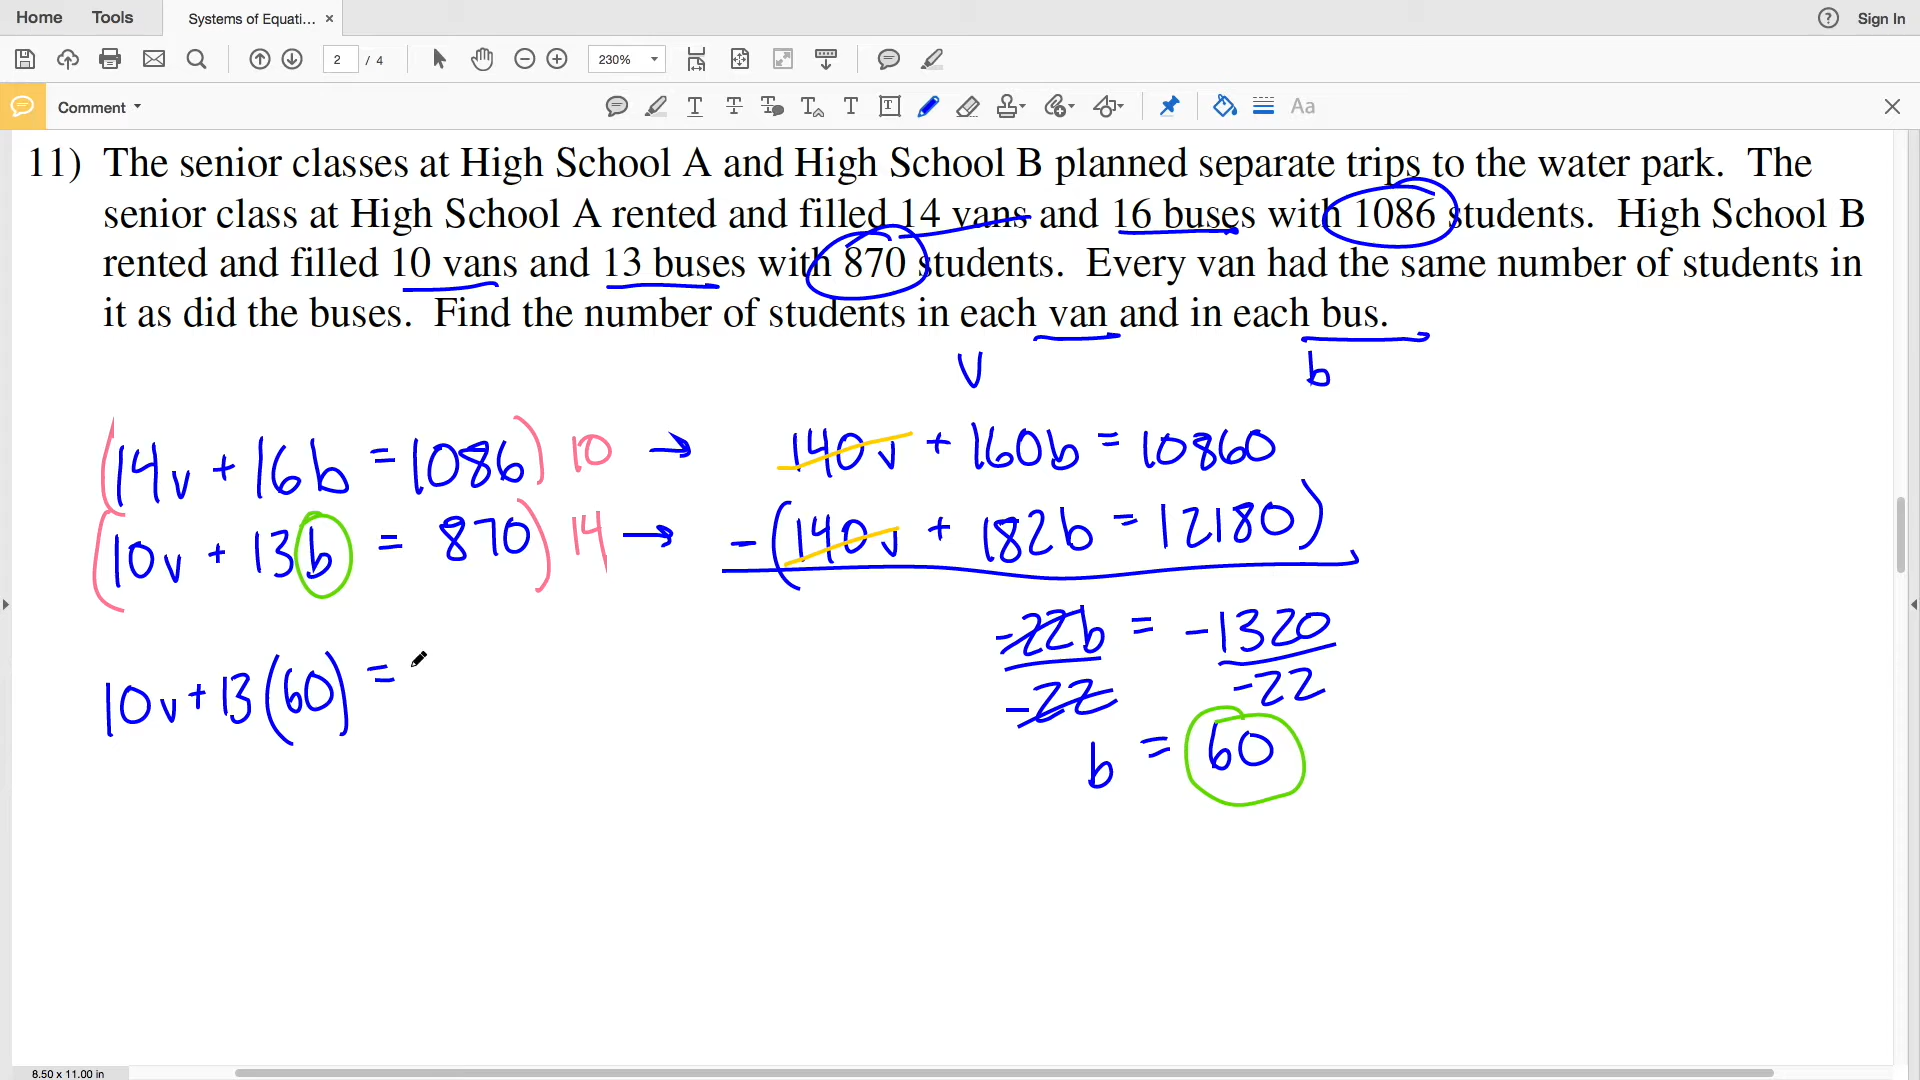 Home Tools Systems of Equati... × ? Sign In
2 / 4 230%
Comment T T T T T T Aa
11) The senior classes at High School A and High School B planned separate trips to the water park. The
senior class at High School A rented and filled 14 vans and 16 buses with 1086 students. High School B
rented and filled 10 vans and 13 buses with 870 students. Every van had the same number of students in
it as did the buses. Find the number of students in each van and in each bus.
v b
(14v + 16b = 1086) 10 → 140v + 160b = 10860
(10v + 13b = 870) 14 → -(140v + 182b = 12180)
-22b = -1320
-22 -22
10v + 13(60) =
b = 60
8.50 x 11.00 in